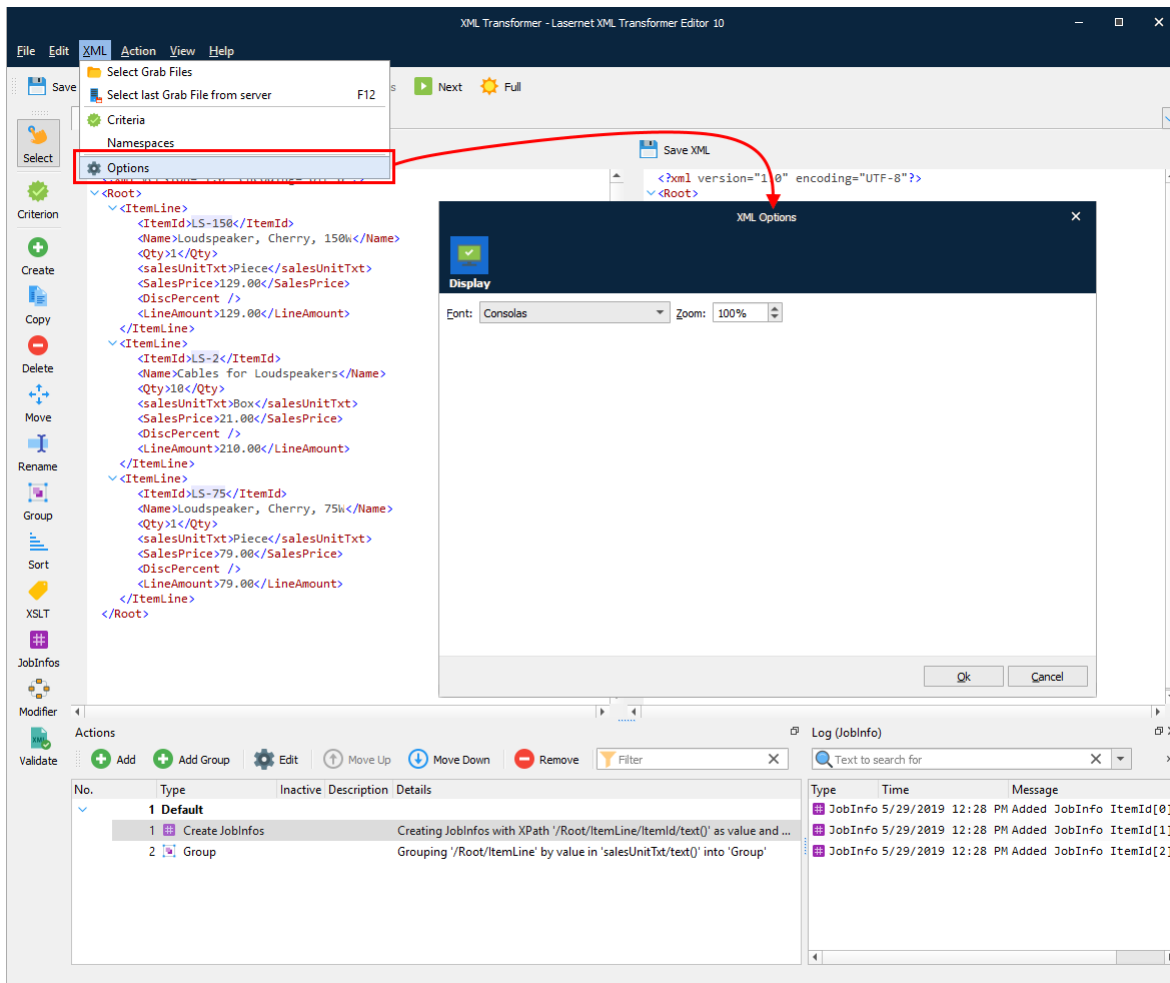 XML Transformer - Lasernet XML Transformer Editor 10
File Edit XML Action View Help
Save
Next Full
Select Grab Files
Select last Grab File from server F12
Criteria
Namespaces
Options
Save XML
Select
Criterion
Create
Copy
Delete
Move
Rename
Group
Sort
XSLT
JobInfos
Modifier
Validate
<Root>
<ItemLine>
<ItemId>LS-150</ItemId>
<Name>Loudspeaker, Cherry, 150W</Name>
<Qty>1</Qty>
<salesUnitTxt>Piece</salesUnitTxt>
<SalesPrice>129.00</SalesPrice>
<DiscPercent />
<LineAmount>129.00</LineAmount>
</ItemLine>
<ItemLine>
<ItemId>LS-2</ItemId>
<Name>Cables for Loudspeakers</Name>
<Qty>10</Qty>
<salesUnitTxt>Box</salesUnitTxt>
<SalesPrice>21.00</SalesPrice>
<DiscPercent />
<LineAmount>210.00</LineAmount>
</ItemLine>
<ItemLine>
<ItemId>LS-75</ItemId>
<Name>Loudspeaker, Cherry, 75W</Name>
<Qty>1</Qty>
<salesUnitTxt>Piece</salesUnitTxt>
<SalesPrice>79.00</SalesPrice>
<DiscPercent />
<LineAmount>79.00</LineAmount>
</ItemLine>
</Root>
<?xml version="1.0" encoding="UTF-8"?>
<Root>
XML Options
Display
Font: Consolas Zoom: 100%
Ok Cancel
Actions
Add Add Group Edit Move Up Move Down Remove Filter
No. Type Inactive Description Details
1 Default
1 Create JobInfos Creating JobInfos with XPath '/Root/ItemLine/ItemId/text()' as value and ...
2 Group Grouping '/Root/ItemLine' by value in 'salesUnitTxt/text()' into 'Group'
Log (JobInfo)
Text to search for
Type Time Message
JobInfo 5/29/2019 12:28 PM Added JobInfo ItemId[0]
JobInfo 5/29/2019 12:28 PM Added JobInfo ItemId[1]
JobInfo 5/29/2019 12:28 PM Added JobInfo ItemId[2]